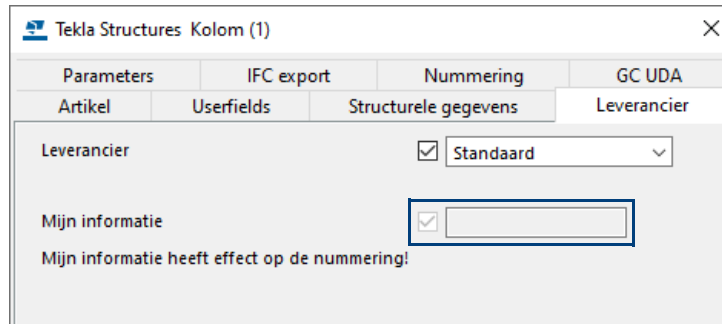 Tekla Structures Kolom (1)
Parameters IFC export Nummering GC UDA
Artikel Userfields Structurele gegevens Leverancier
Leverancier Standaard
Mijn informatie
Mijn informatie heeft effect op de nummering!